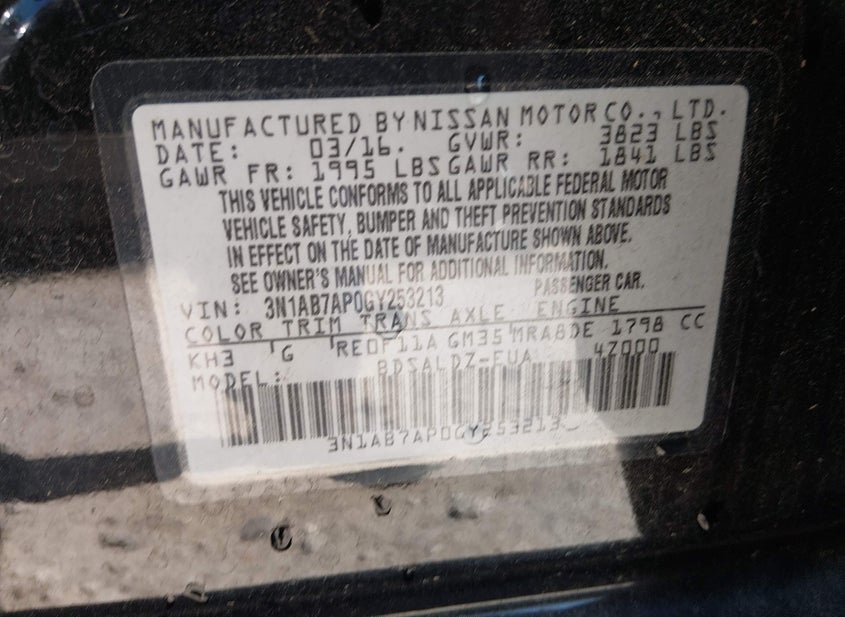 MANUFACTURED BY NISSAN MOTOR CO., LTD.
DATE: 03/16. GVWR: 3823 LBS
GAWR FR: 1995 LBS GAWR RR: 1841 LBS
THIS VEHICLE CONFORMS TO ALL APPLICABLE FEDERAL MOTOR
VEHICLE SAFETY, BUMPER AND THEFT PREVENTION STANDARDS
IN EFFECT ON THE DATE OF MANUFACTURE SHOWN ABOVE.
SEE OWNER'S MANUAL FOR ADDITIONAL INFORMATION.
VIN: 3N1AB7AP0GY253213 PASSENGER CAR.
COLOR TRIM TRANS AXLE ENGINE
KH3 G RE0F11A GM35 MRA8DE 1798 CC
MODEL: BDSALDZ-EUA 4Z000
3N1AB7AP0GY253213